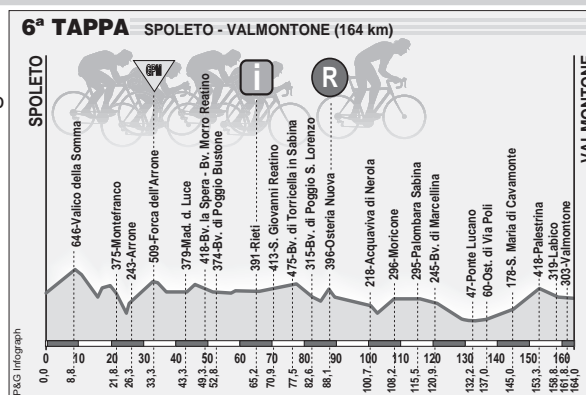 6ª TAPPA SPOLETO - VALMONTONE (164 km)
GPM
i
R
SPOLETO
646-Valico della Somma
375-Montefranco
243-Arrone
509-Forca dell'Arrone
379-Mad. d. Luce
418-Bv. la Spera - Bv. Morro Reatino
374-Bv. di Poggio Bustone
391-Rieti
413-S. Giovanni Reatino
475-Bv. di Torricella in Sabina
315-Bv. di Poggio S. Lorenzo
396-Osteria Nuova
218-Acquaviva di Nerola
296-Moricone
295-Palombara Sabina
245-Bv. di Marcellina
47-Ponte Lucano
60-Ost. di Via Poli
178-S. Maria di Cavamonte
418-Palestrina
319-Labico
303-Valmontone
VALMONTONE
0 10 20 30 40 50 60 70 80 90 100 110 120 130 140 150 160
0,0 8,8 21,8 26,3 33,3 43,3 49,3 52,8 65,2 70,9 77,5 82,6 88,1 100,7 108,2 115,5 120,9 132,2 137,0 145,0 153,3 158,8 161,8 164,0
P&G Infograph